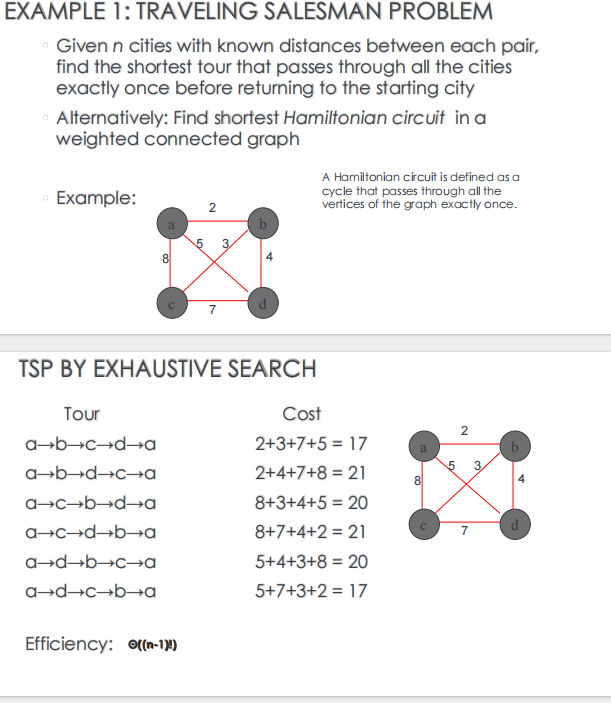 EXAMPLE 1: TRAVELING SALESMAN PROBLEM
Given n cities with known distances between each pair,
find the shortest tour that passes through all the cities
exactly once before returning to the starting city
Alternatively: Find shortest Hamiltonian circuit in a
weighted connected graph
A Hamiltonian circuit is defined as a
cycle that passes through all the
vertices of the graph exactly once.
Example:
2
a b
5 3
8 4
c d
7
TSP BY EXHAUSTIVE SEARCH
Tour Cost
a→b→c→d→a 2+3+7+5 = 17
a→b→d→c→a 2+4+7+8 = 21
a→c→b→d→a 8+3+4+5 = 20
a→c→d→b→a 8+7+4+2 = 21
a→d→b→c→a 5+4+3+8 = 20
a→d→c→b→a 5+7+3+2 = 17
2
a b
5 3
8 4
c d
7
Efficiency: Θ((n-1)!)